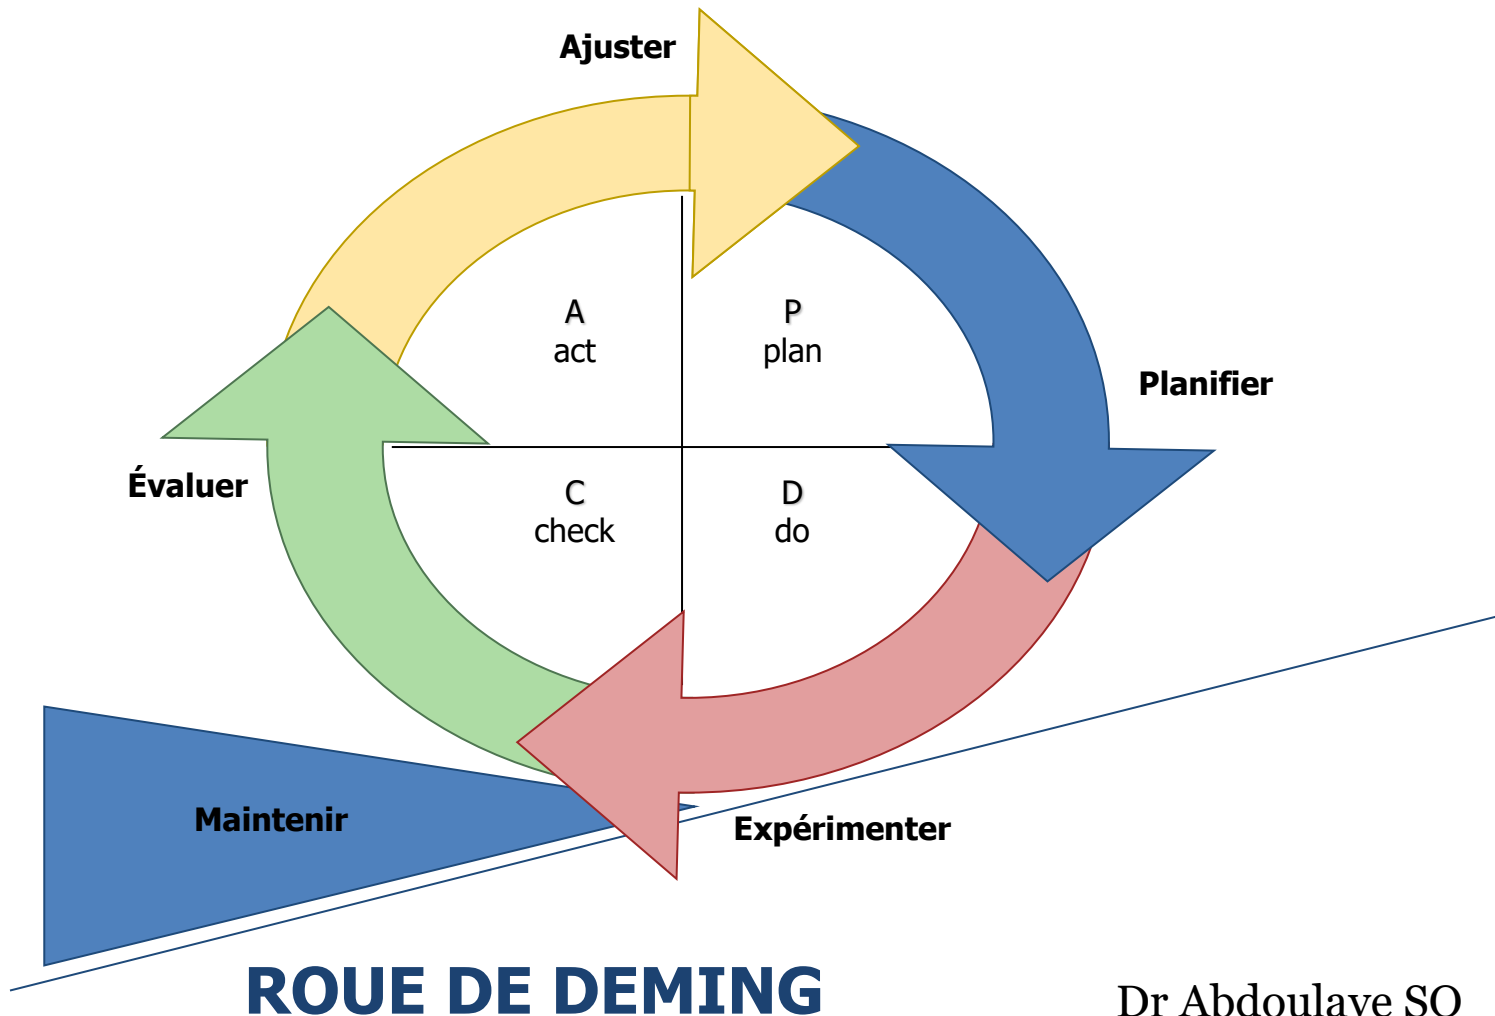 Ajuster
A
act
P
plan
Planifier
Évaluer
C
check
D
do
Maintenir
Expérimenter
ROUE DE DEMING
Dr Abdoulaye SO